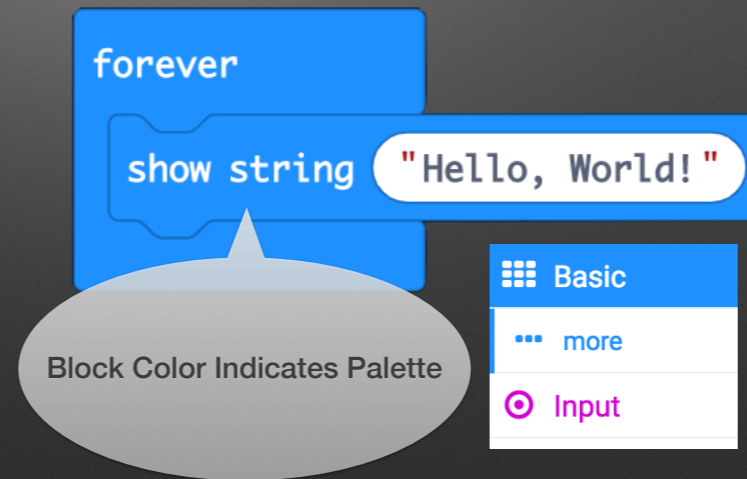 forever
show string "Hello, World!"
Basic
more
Block Color Indicates Palette
Input